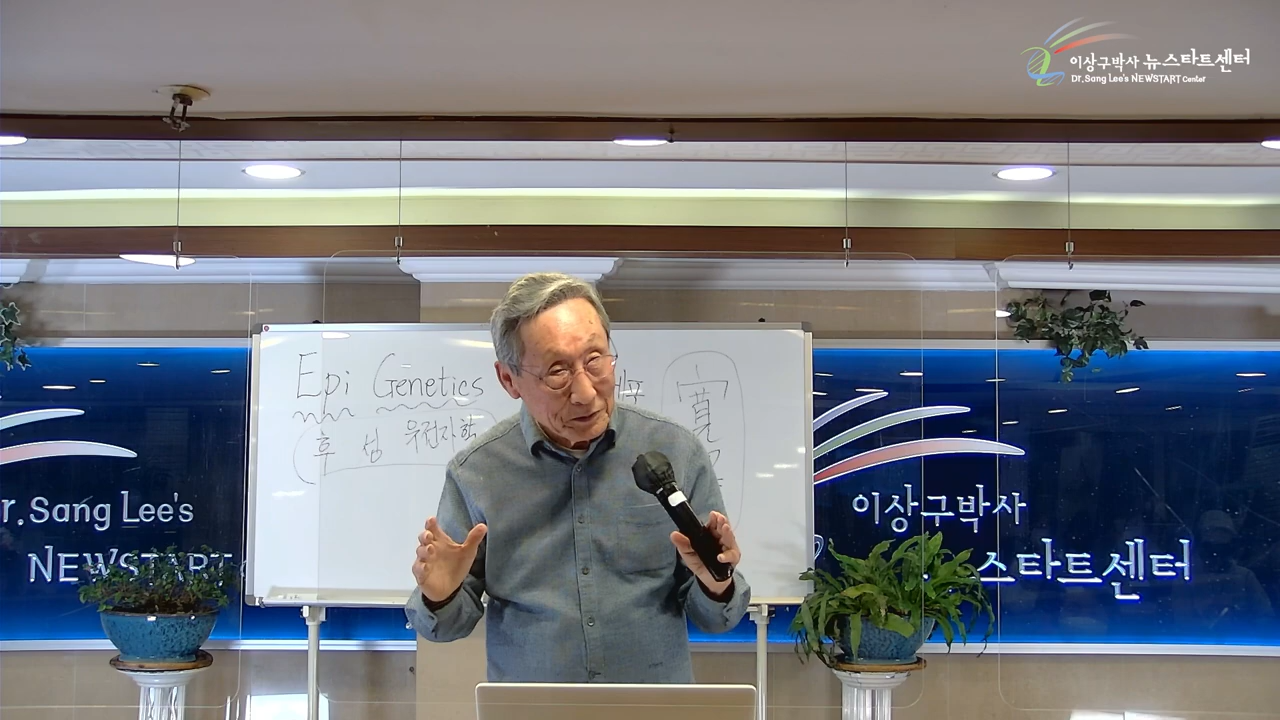 이상구박사 뉴스타트센터
Dr. Sang Lee's NEWSTART Center
Epi Genetics
후 성 유전자학
寬
r. Sang Lee's
NEWSTART
이상구박사
스타트센터